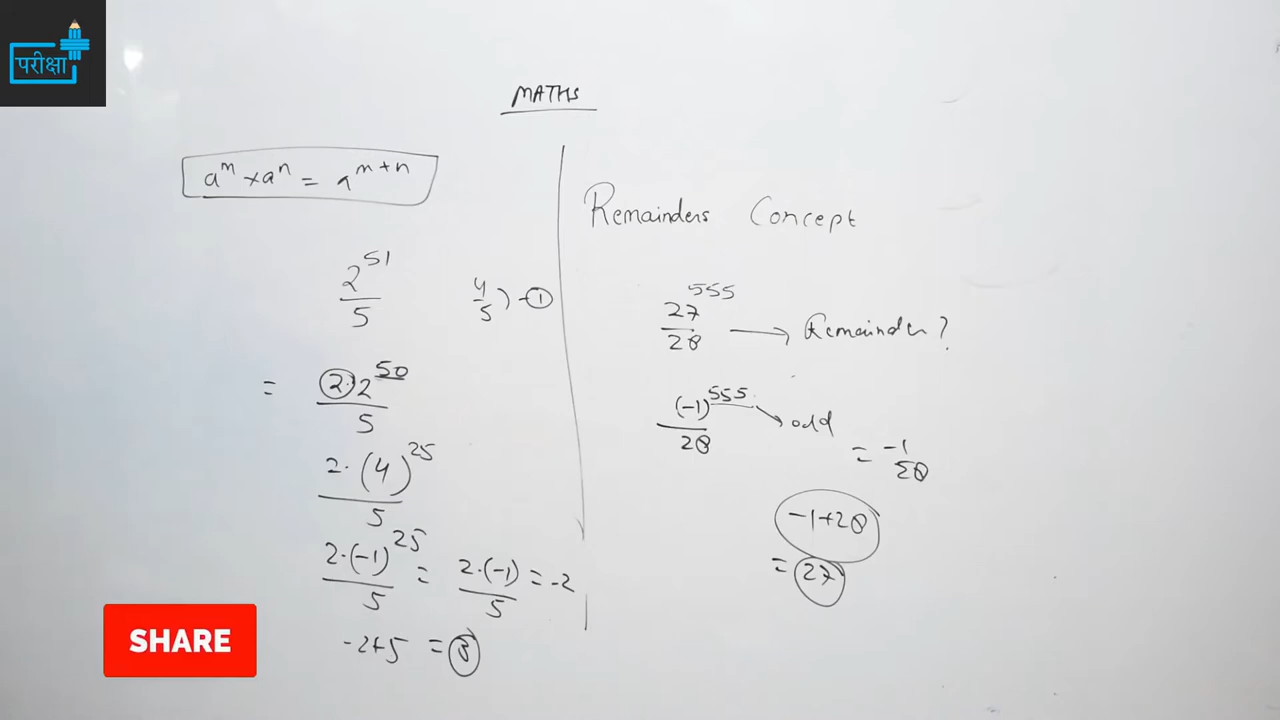 परीक्षा
MATHS
a^m × a^n = a^(m+n)
2^51 / 5
4/5 ) -1
= 2·2^50 / 5
2·(4)^25 / 5
2·(-1)^25 / 5 = 2·(-1) / 5 = -2
-2+5 = 3
Remainders Concept
27^555 / 28 → Remainder?
(-1)^555 / 28 → odd
= -1 / 28
-1+28
= 27
SHARE